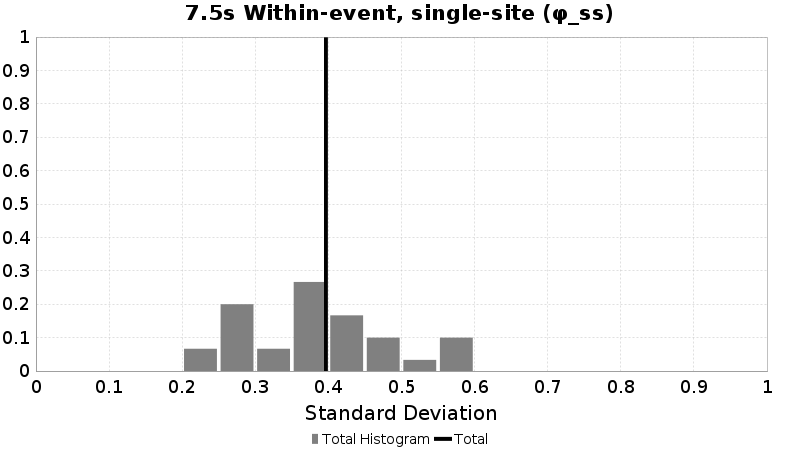 7.5s Within-event, single-site (φ_ss)
1
0.9
0.8
0.7
0.6
0.5
0.4
0.3
0.2
0.1
0
0 0.1 0.2 0.3 0.4 0.5 0.6 0.7 0.8 0.9 1
Standard Deviation
Total Histogram Total